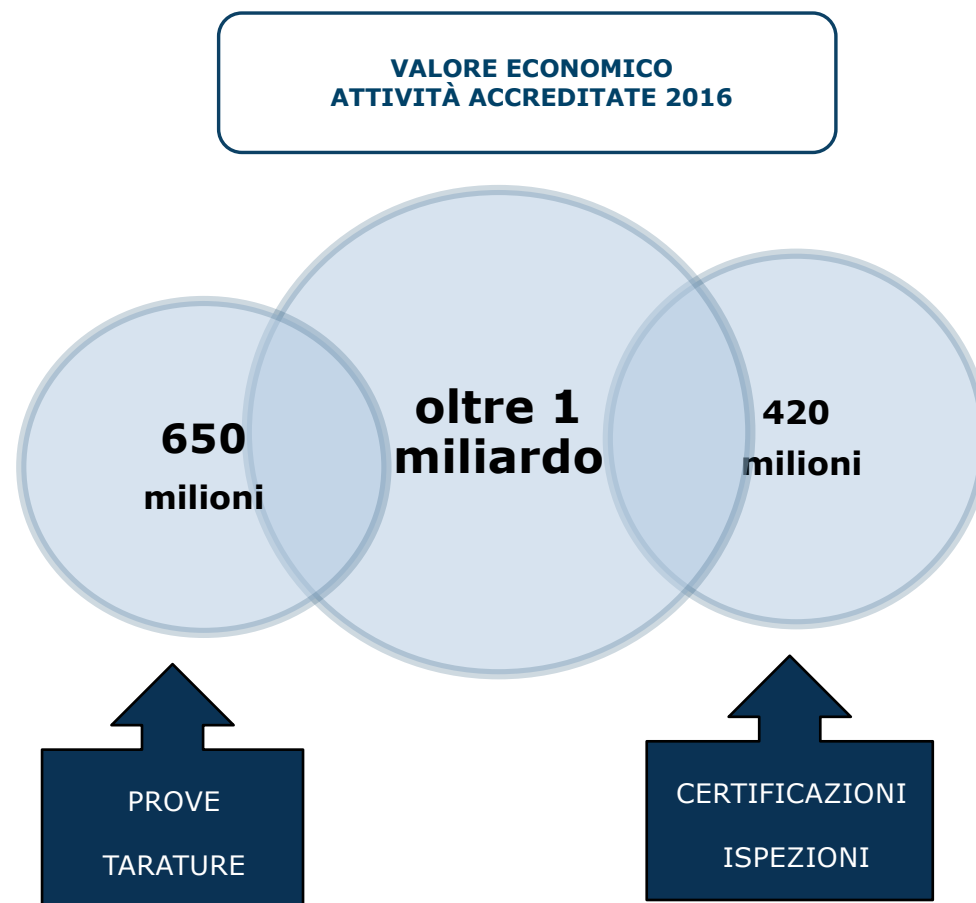 VALORE ECONOMICO
ATTIVITÀ ACCREDITATE 2016
650
milioni
oltre 1
miliardo
420
milioni
PROVE
TARATURE
CERTIFICAZIONI
ISPEZIONI